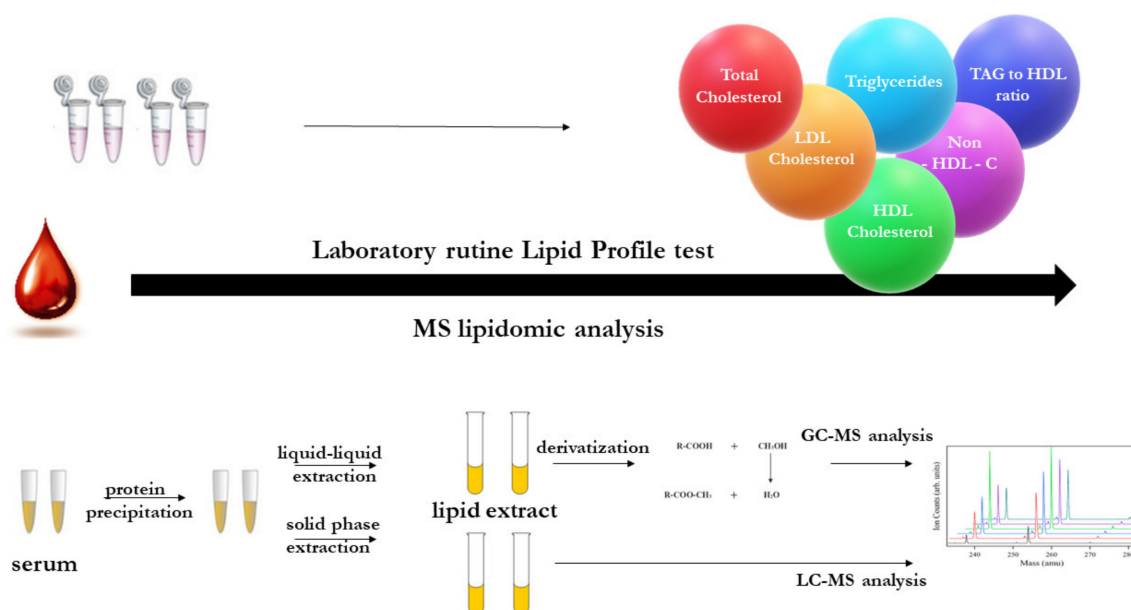 Total
Cholesterol
Triglycerides
TAG to HDL
ratio
LDL
Cholesterol
Non
- HDL - C
HDL
Cholesterol
Laboratory rutine Lipid Profile test
MS lipidomic analysis
serum
protein
precipitation
liquid-liquid
extraction
solid phase
extraction
lipid extract
derivatization
R-COOH + CH₃OH
R-COO-CH₃ + H₂O
GC-MS analysis
LC-MS analysis
Ion Counts (arb. units)
240 250 260 270 280
Mass (amu)